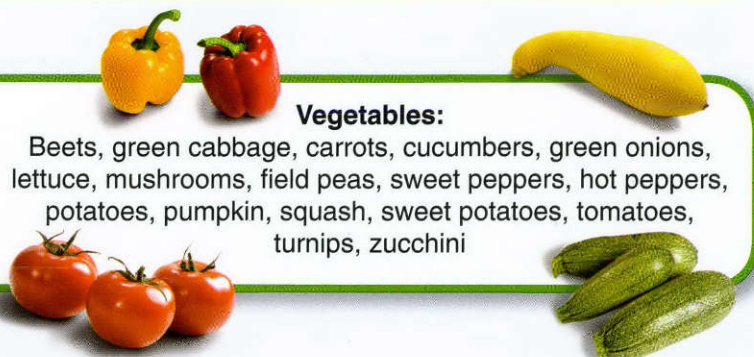 Vegetables:
Beets, green cabbage, carrots, cucumbers, green onions,
lettuce, mushrooms, field peas, sweet peppers, hot peppers,
potatoes, pumpkin, squash, sweet potatoes, tomatoes,
turnips, zucchini